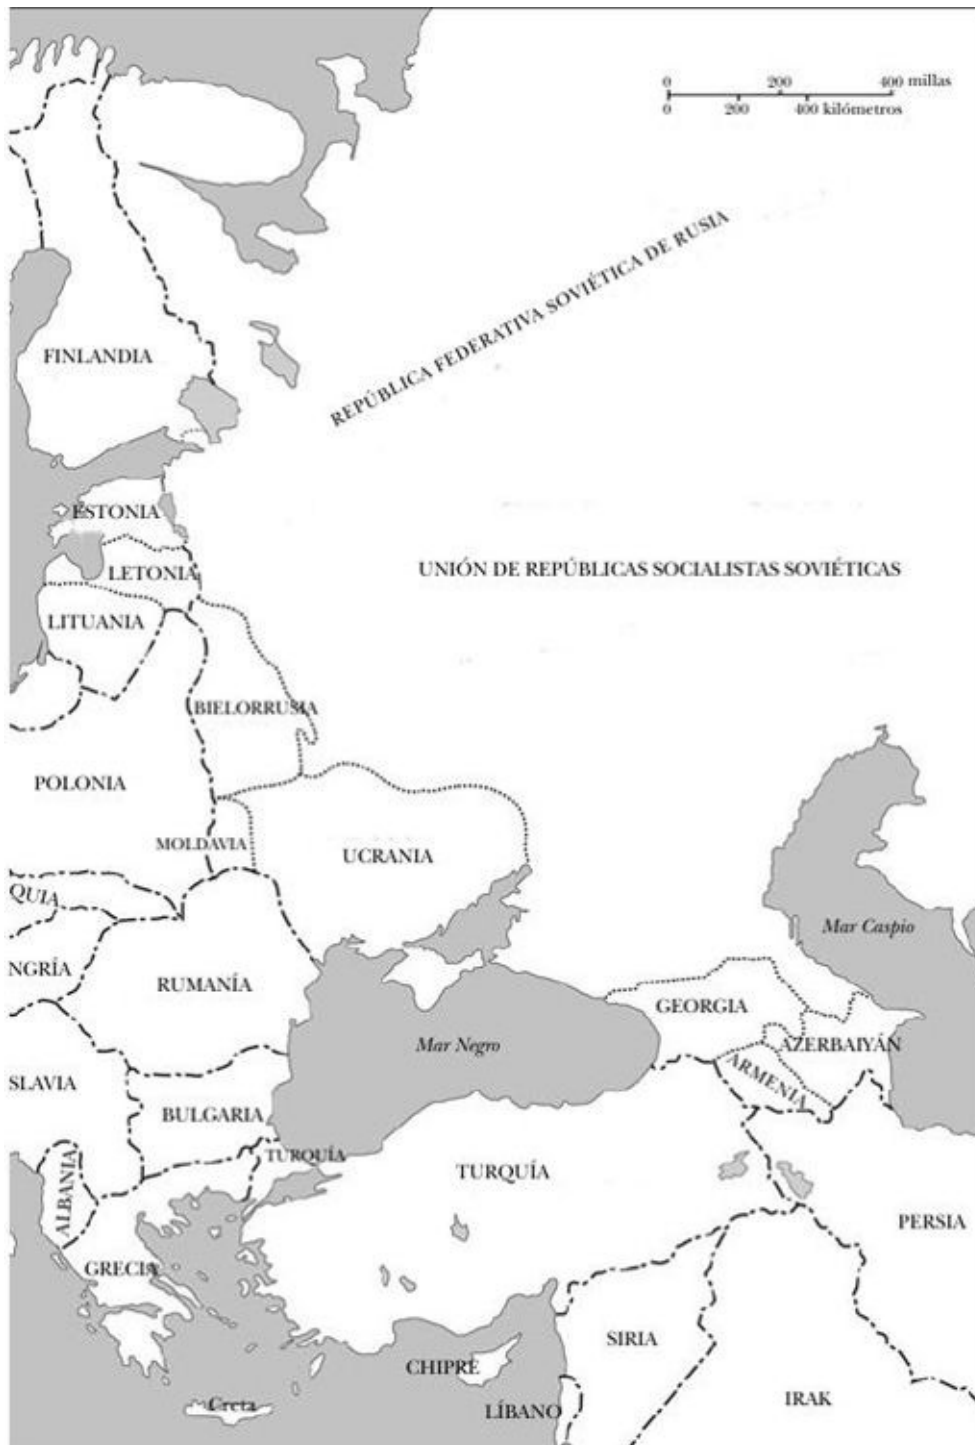 0 200 400 millas
0 200 400 kilómetros
REPÚBLICA FEDERATIVA SOVIÉTICA DE RUSIA
FINLANDIA
ESTONIA
UNIÓN DE REPÚBLICAS SOCIALISTAS SOVIÉTICAS
LETONIA
LITUANIA
BIELORRUSIA
POLONIA
MOLDAVIA
UCRANIA
QUIA
Mar Caspio
NGRÍA
RUMANÍA
GEORGIA
Mar Negro
AZERBAIYÁN
SLAVIA
ARMENIA
BULGARIA
TURQUÍA
TURQUÍA
ALBANIA
PERSIA
GRECIA
SIRIA
CHIPRE
IRAK
Creta
LÍBANO